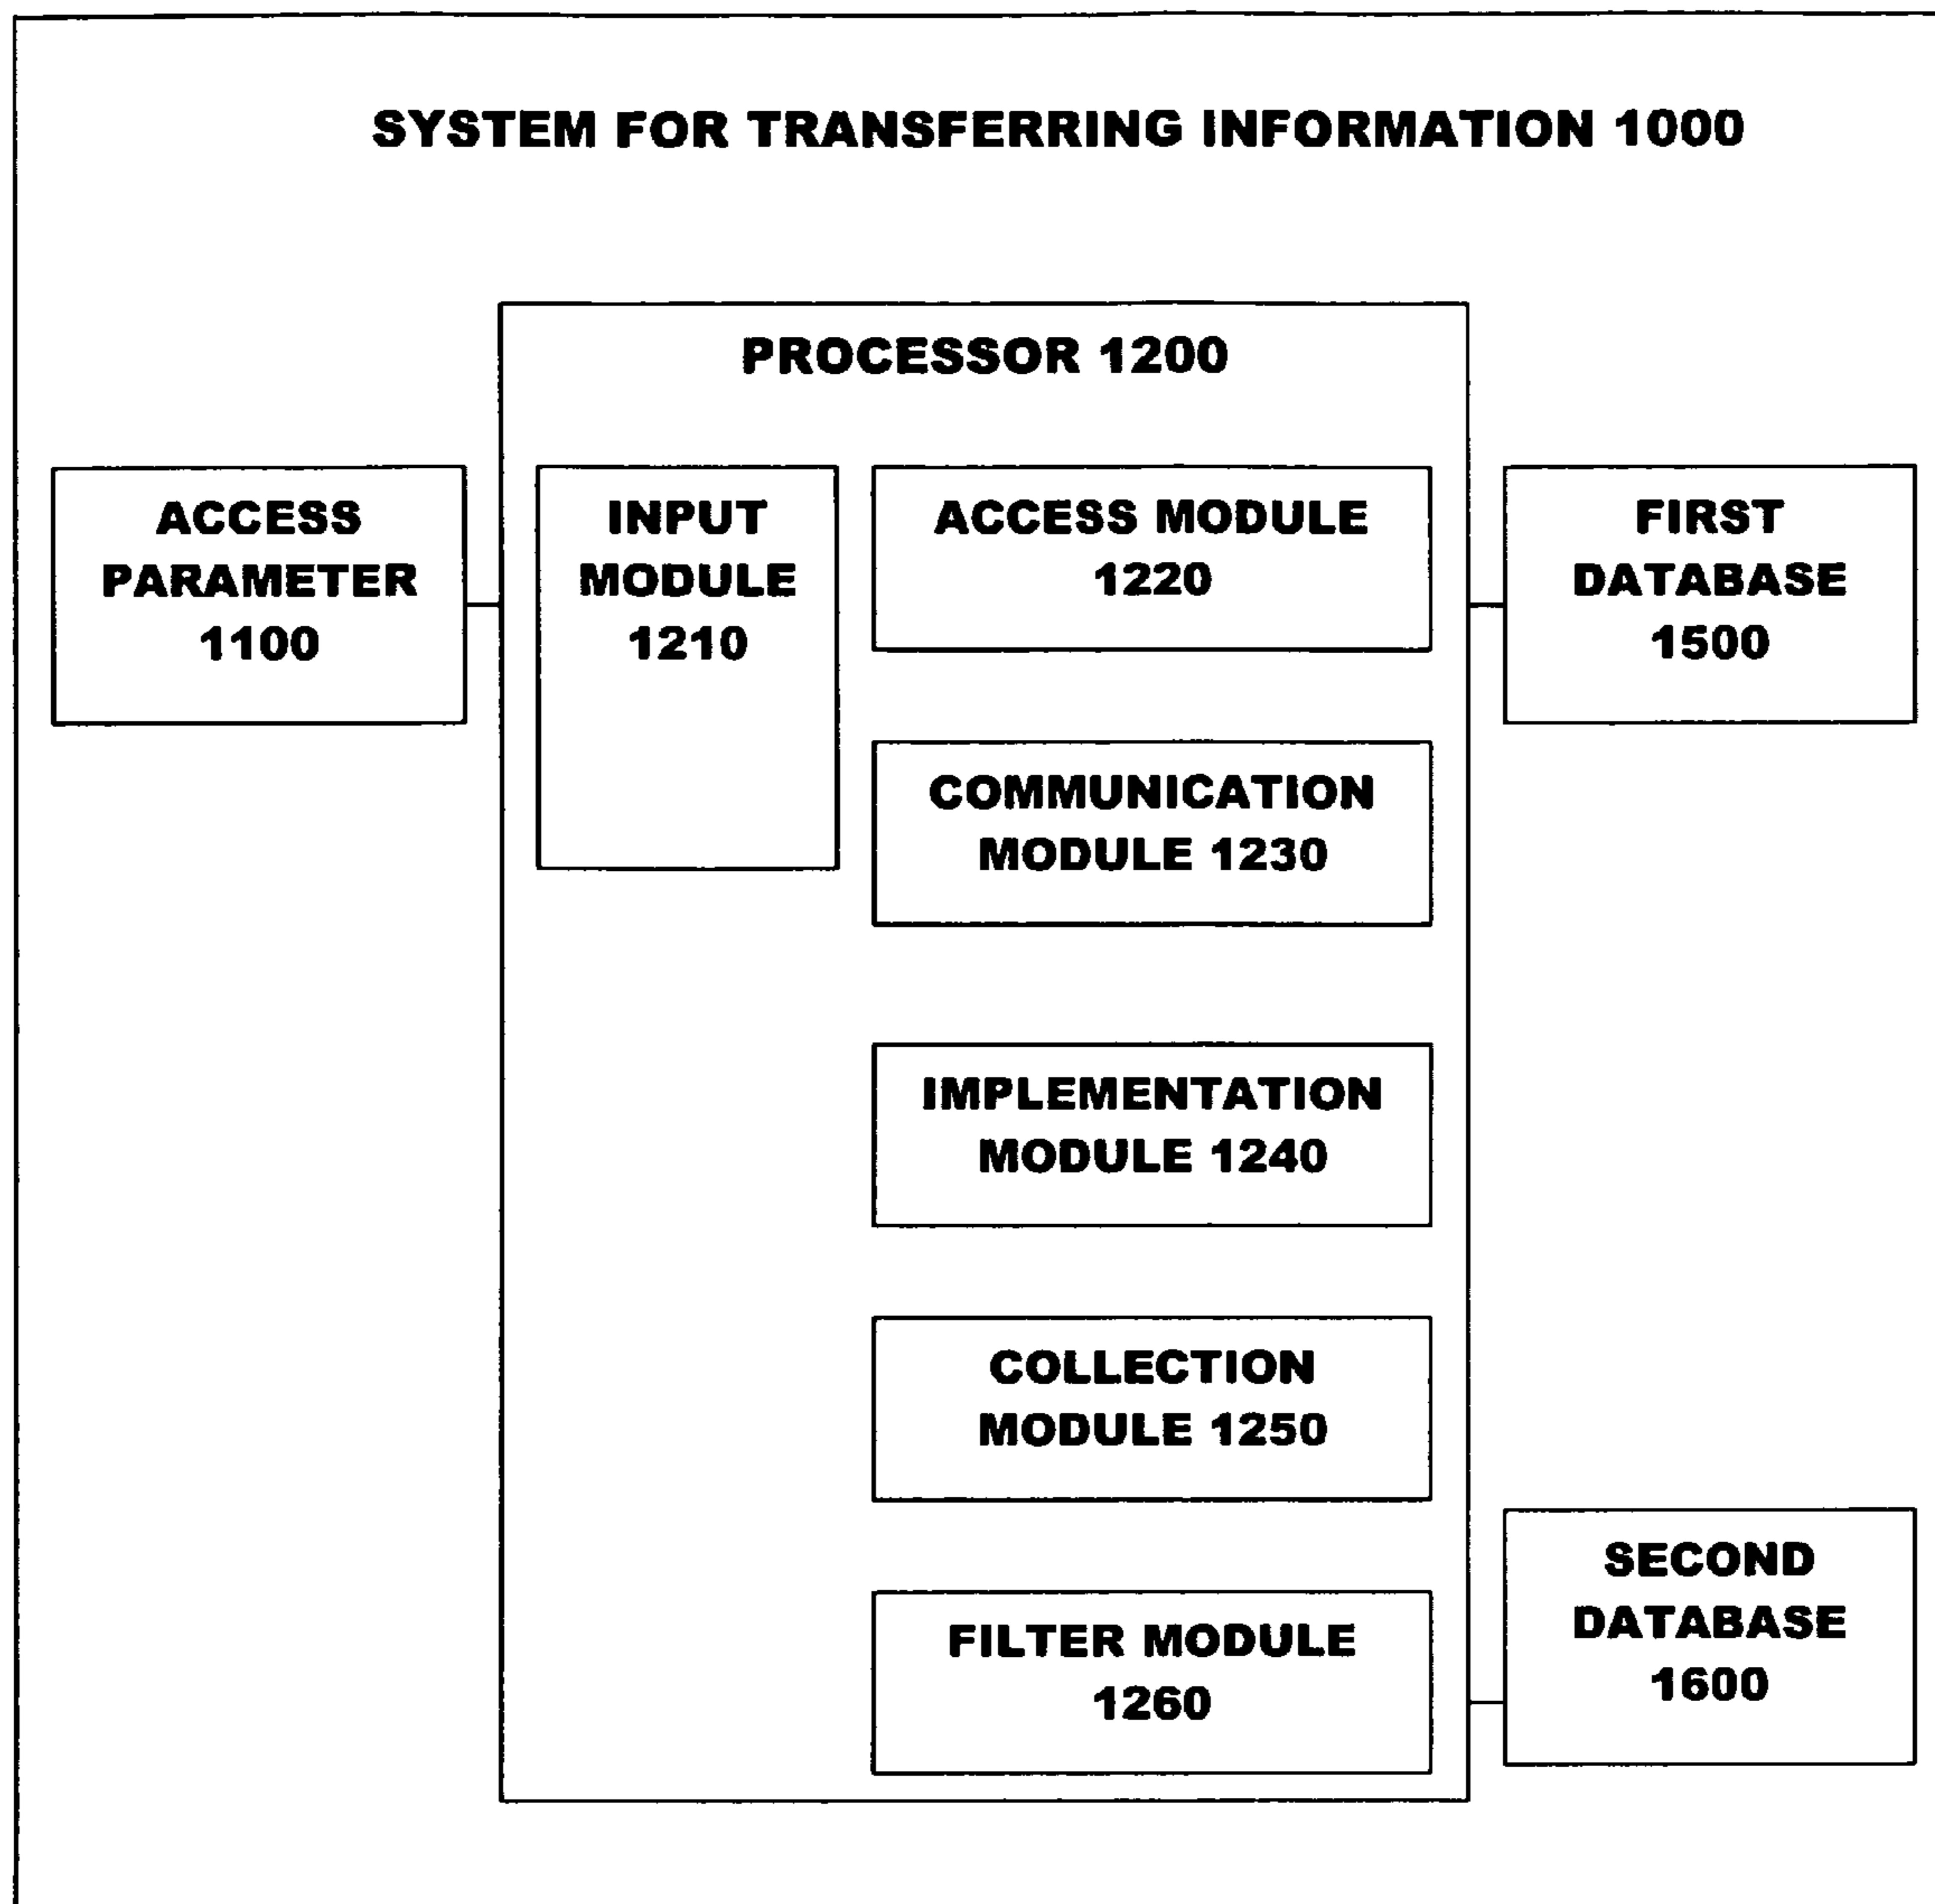 SYSTEM FOR TRANSFERRING INFORMATION 1000
PROCESSOR 1200
ACCESS
PARAMETER
1100
INPUT
MODULE
1210
ACCESS MODULE
1220
FIRST
DATABASE
1500
COMMUNICATION
MODULE 1230
IMPLEMENTATION
MODULE 1240
COLLECTION
MODULE 1250
FILTER MODULE
1260
SECOND
DATABASE
1600